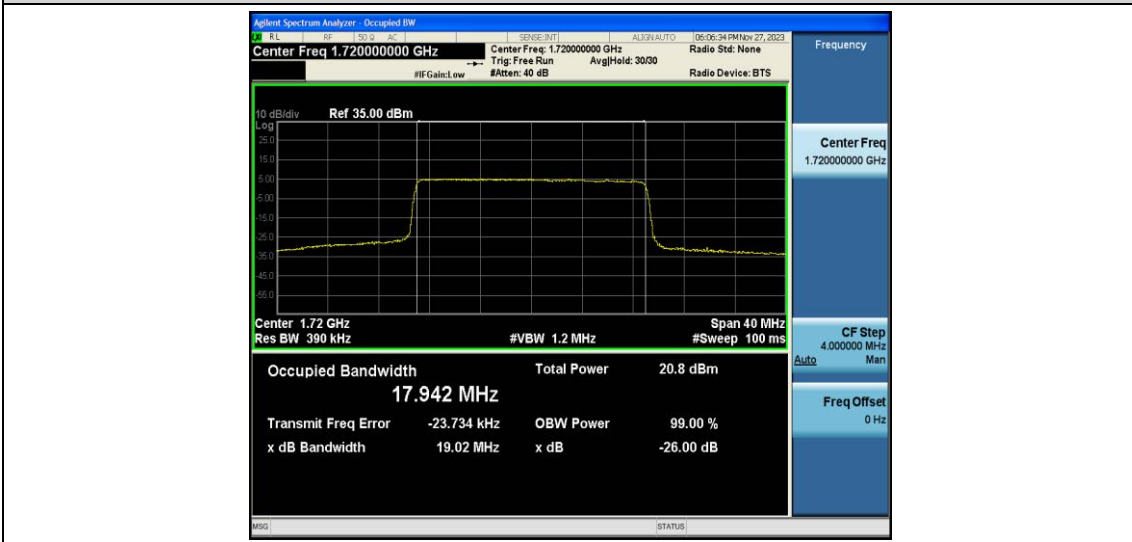 Agilent Spectrum Analyzer - Occupied BW
RL RF 50 Ω AC SENSE:INT ALIGNAUTO 05:06:34 PM Nov 27, 2023
Center Freq 1.720000000 GHz
Center Freq: 1.720000000 GHz Radio Std: None
Trig: Free Run Avg|Hold: 30/30
#IFGain:Low #Atten: 40 dB Radio Device: BTS
Frequency
10 dB/div Ref 35.00 dBm
Log
25.0
15.0
5.00
-5.00
-15.0
-25.0
-35.0
-45.0
-55.0
Center 1.72 GHz Span 40 MHz
Res BW 390 kHz #VBW 1.2 MHz #Sweep 100 ms
Center Freq
1.720000000 GHz
CF Step
4.000000 MHz
Auto Man
Freq Offset
0 Hz
Occupied Bandwidth Total Power 20.8 dBm
17.942 MHz
Transmit Freq Error -23.734 kHz OBW Power 99.00 %
x dB Bandwidth 19.02 MHz x dB -26.00 dB
MSG STATUS